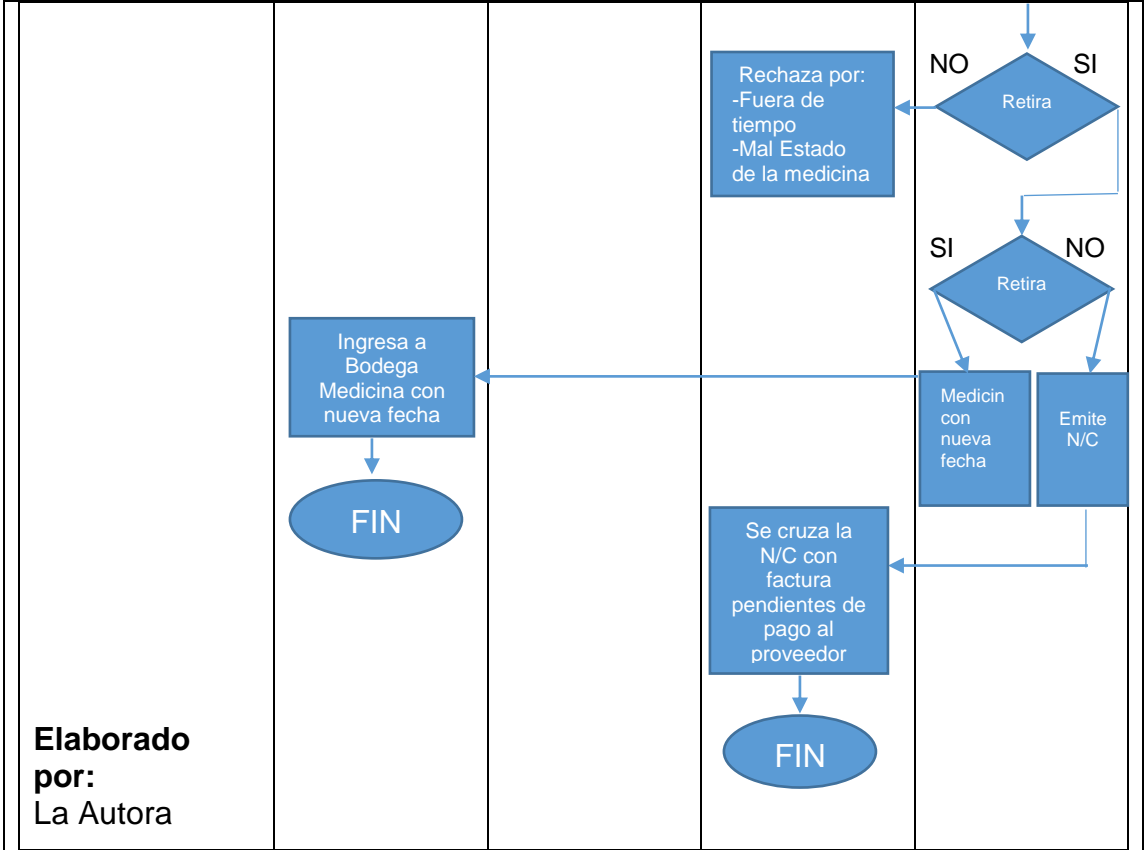 NO
SI
Retira
Rechaza por:
-Fuera de
tiempo
-Mal Estado
de la medicina
SI
NO
Retira
Ingresa a
Bodega
Medicina con
nueva fecha
Medicin
con
nueva
fecha
Emite
N/C
FIN
Se cruza la
N/C con
factura
pendientes de
pago al
proveedor
FIN
Elaborado
por:
La Autora